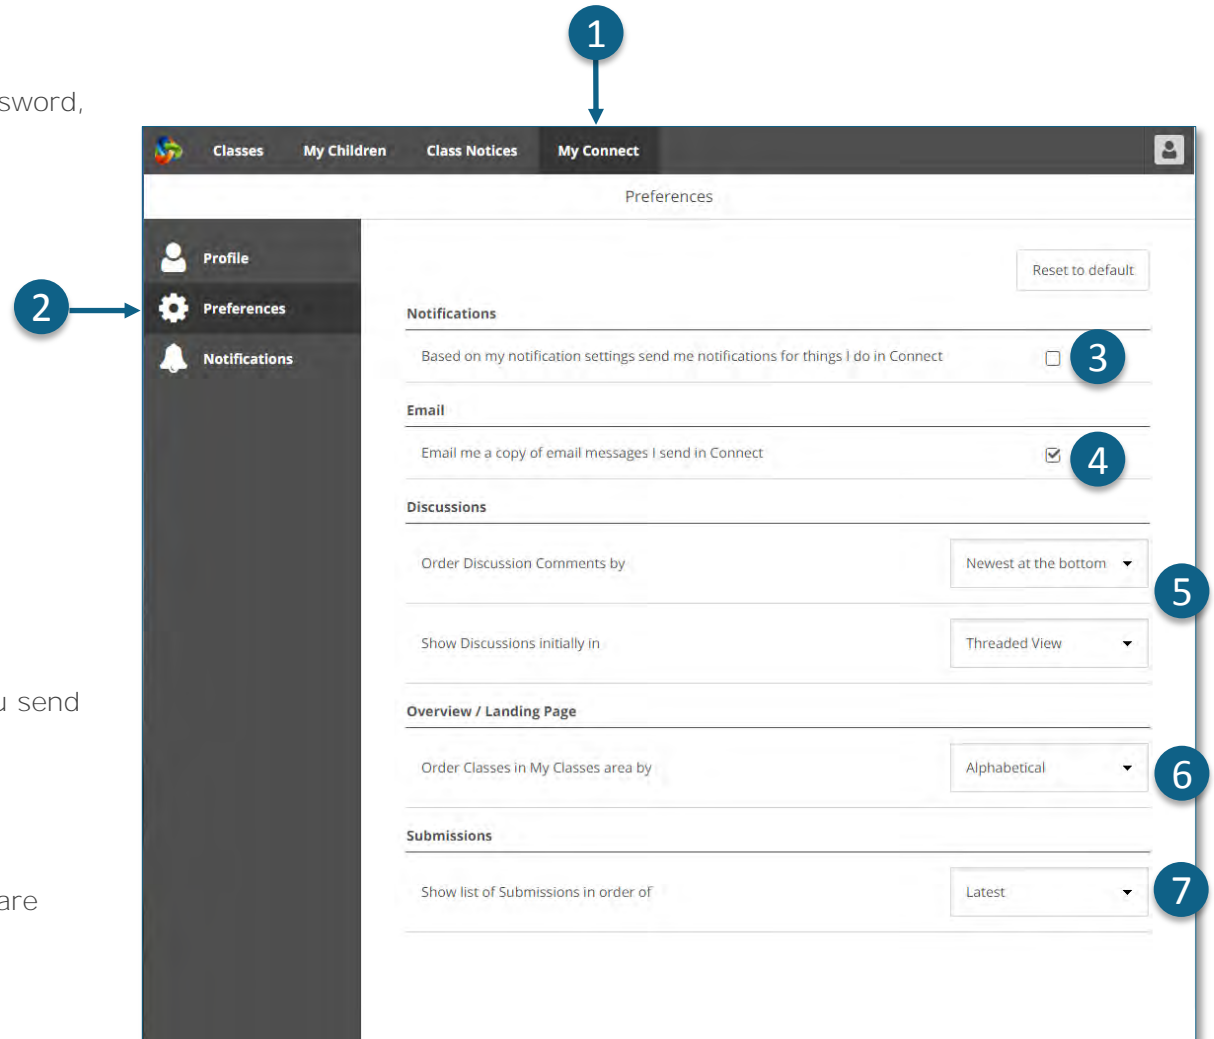 1
sword,
Classes My Children Class Notices My Connect
Preferences
Profile
Reset to default
2
Preferences
Notifications
Notifications
Based on my notification settings send me notifications for things I do in Connect
3
Email
Email me a copy of email messages I send in Connect
4
Discussions
Order Discussion Comments by
Newest at the bottom
5
Show Discussions initially in
Threaded View
send
Overview / Landing Page
Order Classes in My Classes area by
Alphabetical
6
Submissions
Show list of Submissions in order of
Latest
7
are